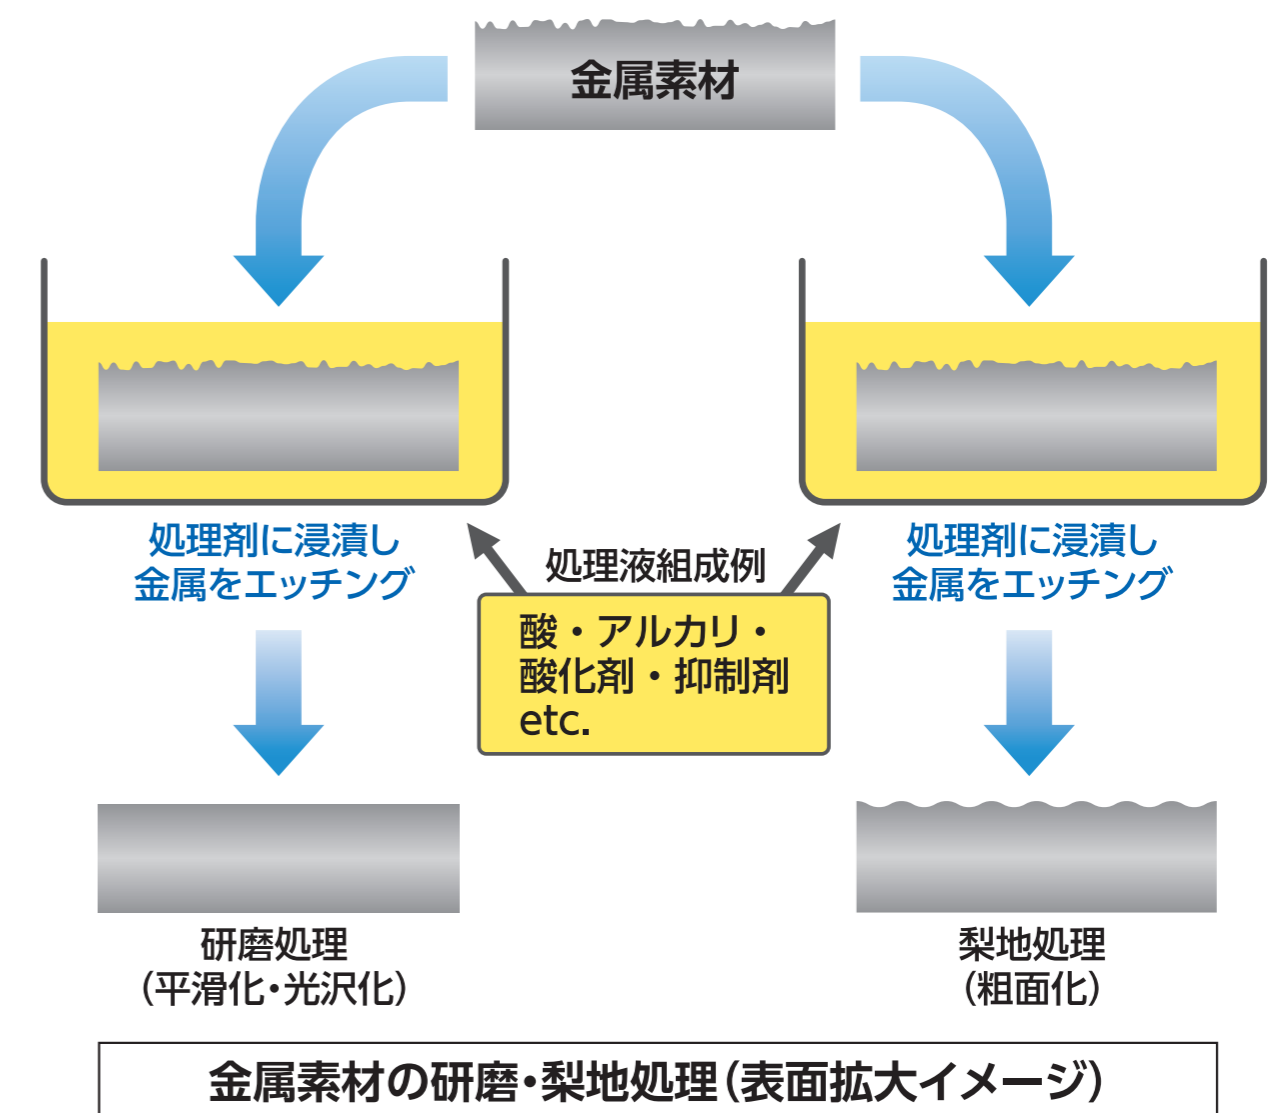 金属素材
処理剤に浸漬し
金属をエッチング
処理剤に浸漬し
金属をエッチング
処理液組成例
酸・アルカリ・
酸化剤・抑制剤
etc.
研磨処理
（平滑化・光沢化）
梨地処理
（粗面化）
金属素材の研磨・梨地処理（表面拡大イメージ）